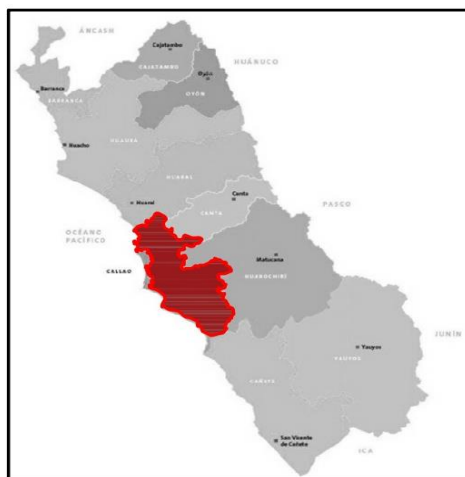 ÁNCASH
Cajatambo
CAJATAMBO
HUÁNUCO
Oyón
OYÓN
Barranca
BARRANCA
Huacho
HUAURA
HUARAL
Huaral
Canta
CANTA
PASCO
OCÉANO
PACÍFICO
CALLAO
Matucana
HUAROCHIRÍ
JUNÍN
Yauyos
YAUYOS
CAÑETE
San Vicente
de Cañete
ICA